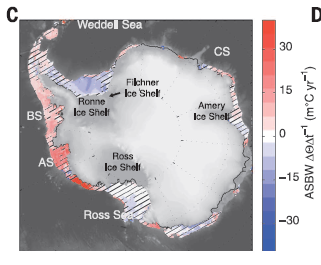 C
D
Weddell Sea
CS
Filchner
Ice Shelf
Ronne
Ice Shelf
Amery
Ice Shelf
BS
AS
Ross
Ice Shelf
Ross Sea
30
15
0
−15
−30
ASBW ΔΘΔt⁻¹ (m°C yr⁻¹)